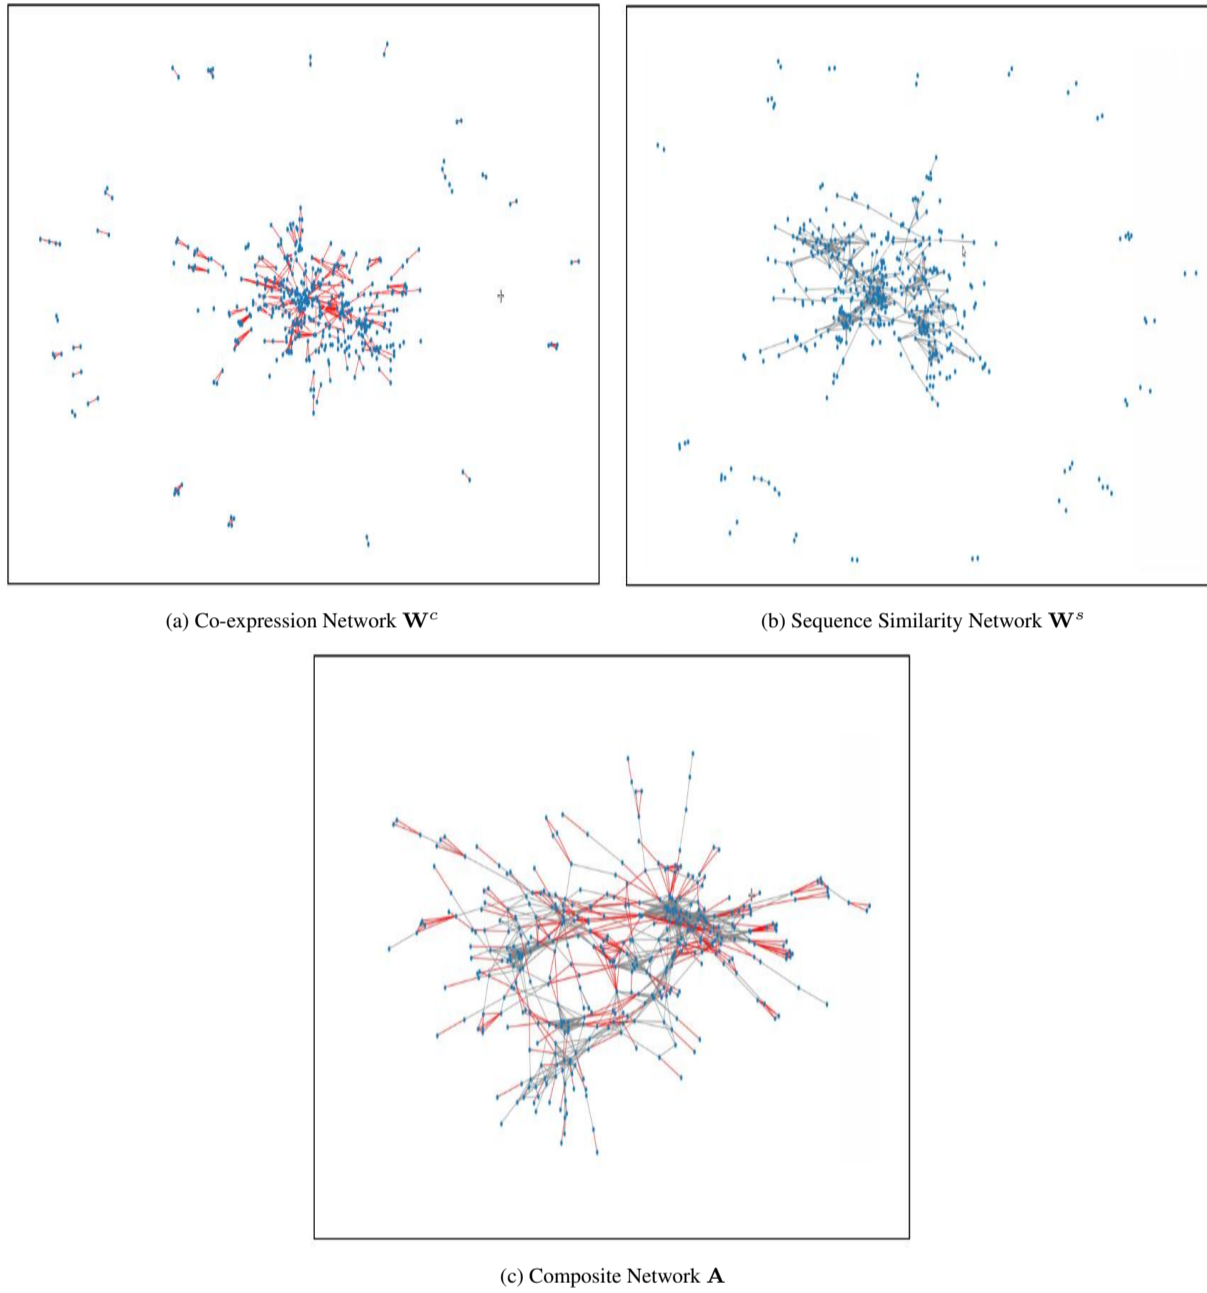 (a) Co-expression Network W^c
(b) Sequence Similarity Network W^s
(c) Composite Network A